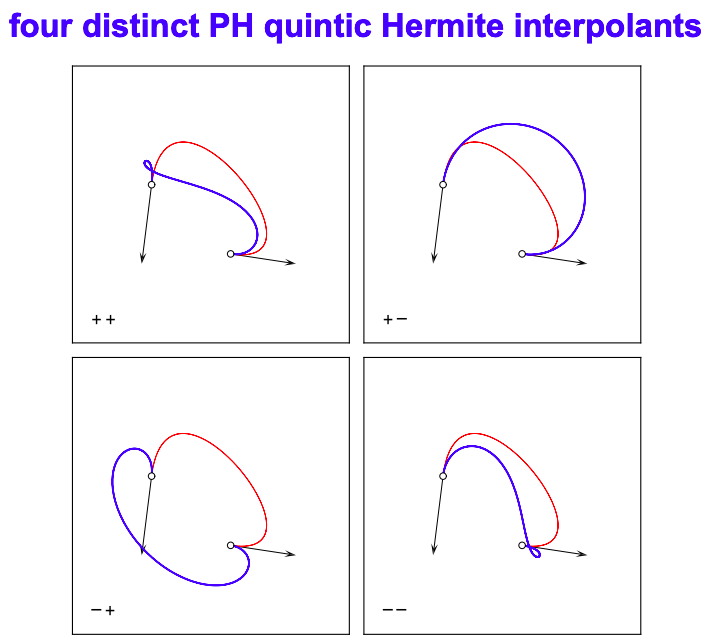 four distinct PH quintic Hermite interpolants
++
+−
−+
−−